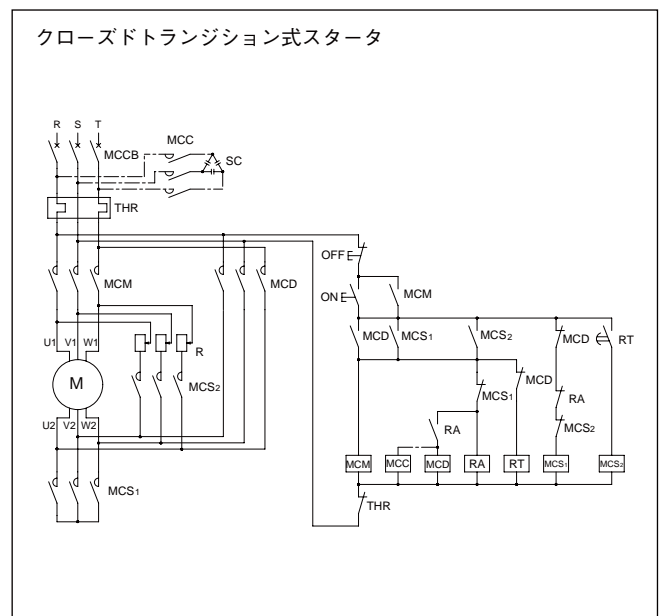 クローズドトランジション式スタータ
R S T
MCC
MCCB
SC
THR
OFF
MCM
MCD
ON
MCM
U1 V1 W1
R
MCD
MCS1
MCS2
MCD
RT
M
MCS2
MCS1
MCD
RA
U2 V2 W2
RA
MCS2
MCM
MCC
MCD
RA
RT
MCS1
MCS2
MCS1
THR